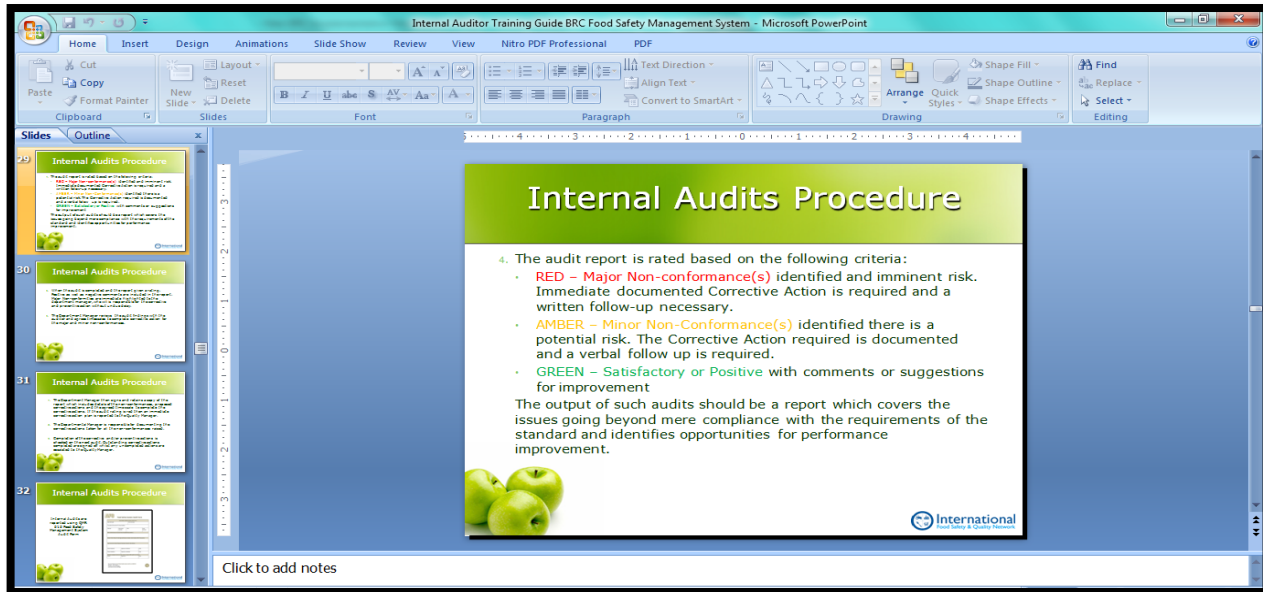 Internal Auditor Training Guide BRC Food Safety Management System - Microsoft PowerPoint
Home Insert Design Animations Slide Show Review View Nitro PDF Professional PDF
Paste
Cut
Copy
Format Painter
Clipboard
New
Slide
Layout
Reset
Delete
Slides
B I U abc S AV Aa A
Font
Text Direction
Align Text
Convert to SmartArt
Paragraph
Arrange
Quick
Styles
Shape Fill
Shape Outline
Shape Effects
Drawing
Find
Replace
Select
Editing
Slides Outline x
29
Internal Audits Procedure
30
Internal Audits Procedure
31
Internal Audits Procedure
32
Internal Audits Procedure
Internal Audits Procedure
4. The audit report is rated based on the following criteria:
• RED – Major Non-conformance(s) identified and imminent risk.
Immediate documented Corrective Action is required and a
written follow-up necessary.
• AMBER – Minor Non-Conformance(s) identified there is a
potential risk. The Corrective Action required is documented
and a verbal follow up is required.
• GREEN – Satisfactory or Positive with comments or suggestions
for improvement
The output of such audits should be a report which covers the
issues going beyond mere compliance with the requirements of the
standard and identifies opportunities for performance
improvement.
International
Food Safety & Quality Network
Click to add notes